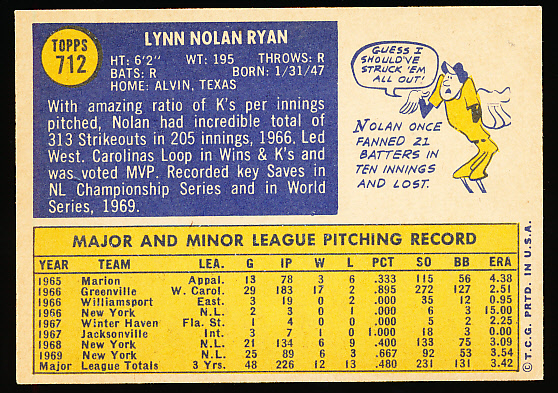 TOPPS
712
LYNN NOLAN RYAN
HT: 6'2" WT: 195 THROWS: R
BATS: R BORN: 1/31/47
HOME: ALVIN, TEXAS
With amazing ratio of K's per innings
pitched, Nolan had incredible total of
313 Strikeouts in 205 innings, 1966. Led
West. Carolinas Loop in Wins & K's and
was voted MVP. Recorded key Saves in
NL Championship Series and in World
Series, 1969.
GUESS I
SHOULD'VE
STRUCK 'EM
ALL OUT!
NOLAN ONCE
FANNED 21
BATTERS IN
TEN INNINGS
AND LOST.
MAJOR AND MINOR LEAGUE PITCHING RECORD
YEAR TEAM LEA. G IP W L PCT SO BB ERA
1965 Marion Appal. 13 78 3 6 .333 115 56 4.38
1966 Greenville W. Carol. 29 183 17 2 .895 272 127 2.51
1966 Williamsport East. 3 19 0 2 .000 35 12 0.95
1966 New York N.L. 2 3 0 1 .000 6 3 15.00
1967 Winter Haven Fla. St. 1 4 0 0 .000 5 2 2.25
1967 Jacksonville Int. 3 7 1 0 1.000 18 3 0.00
1968 New York N.L. 21 134 6 9 .400 133 75 3.09
1969 New York N.L. 25 89 6 3 .667 92 53 3.54
Major League Totals 3 Yrs. 48 226 12 13 .480 231 131 3.42
© T.C.G. PRTD. IN U.S.A.